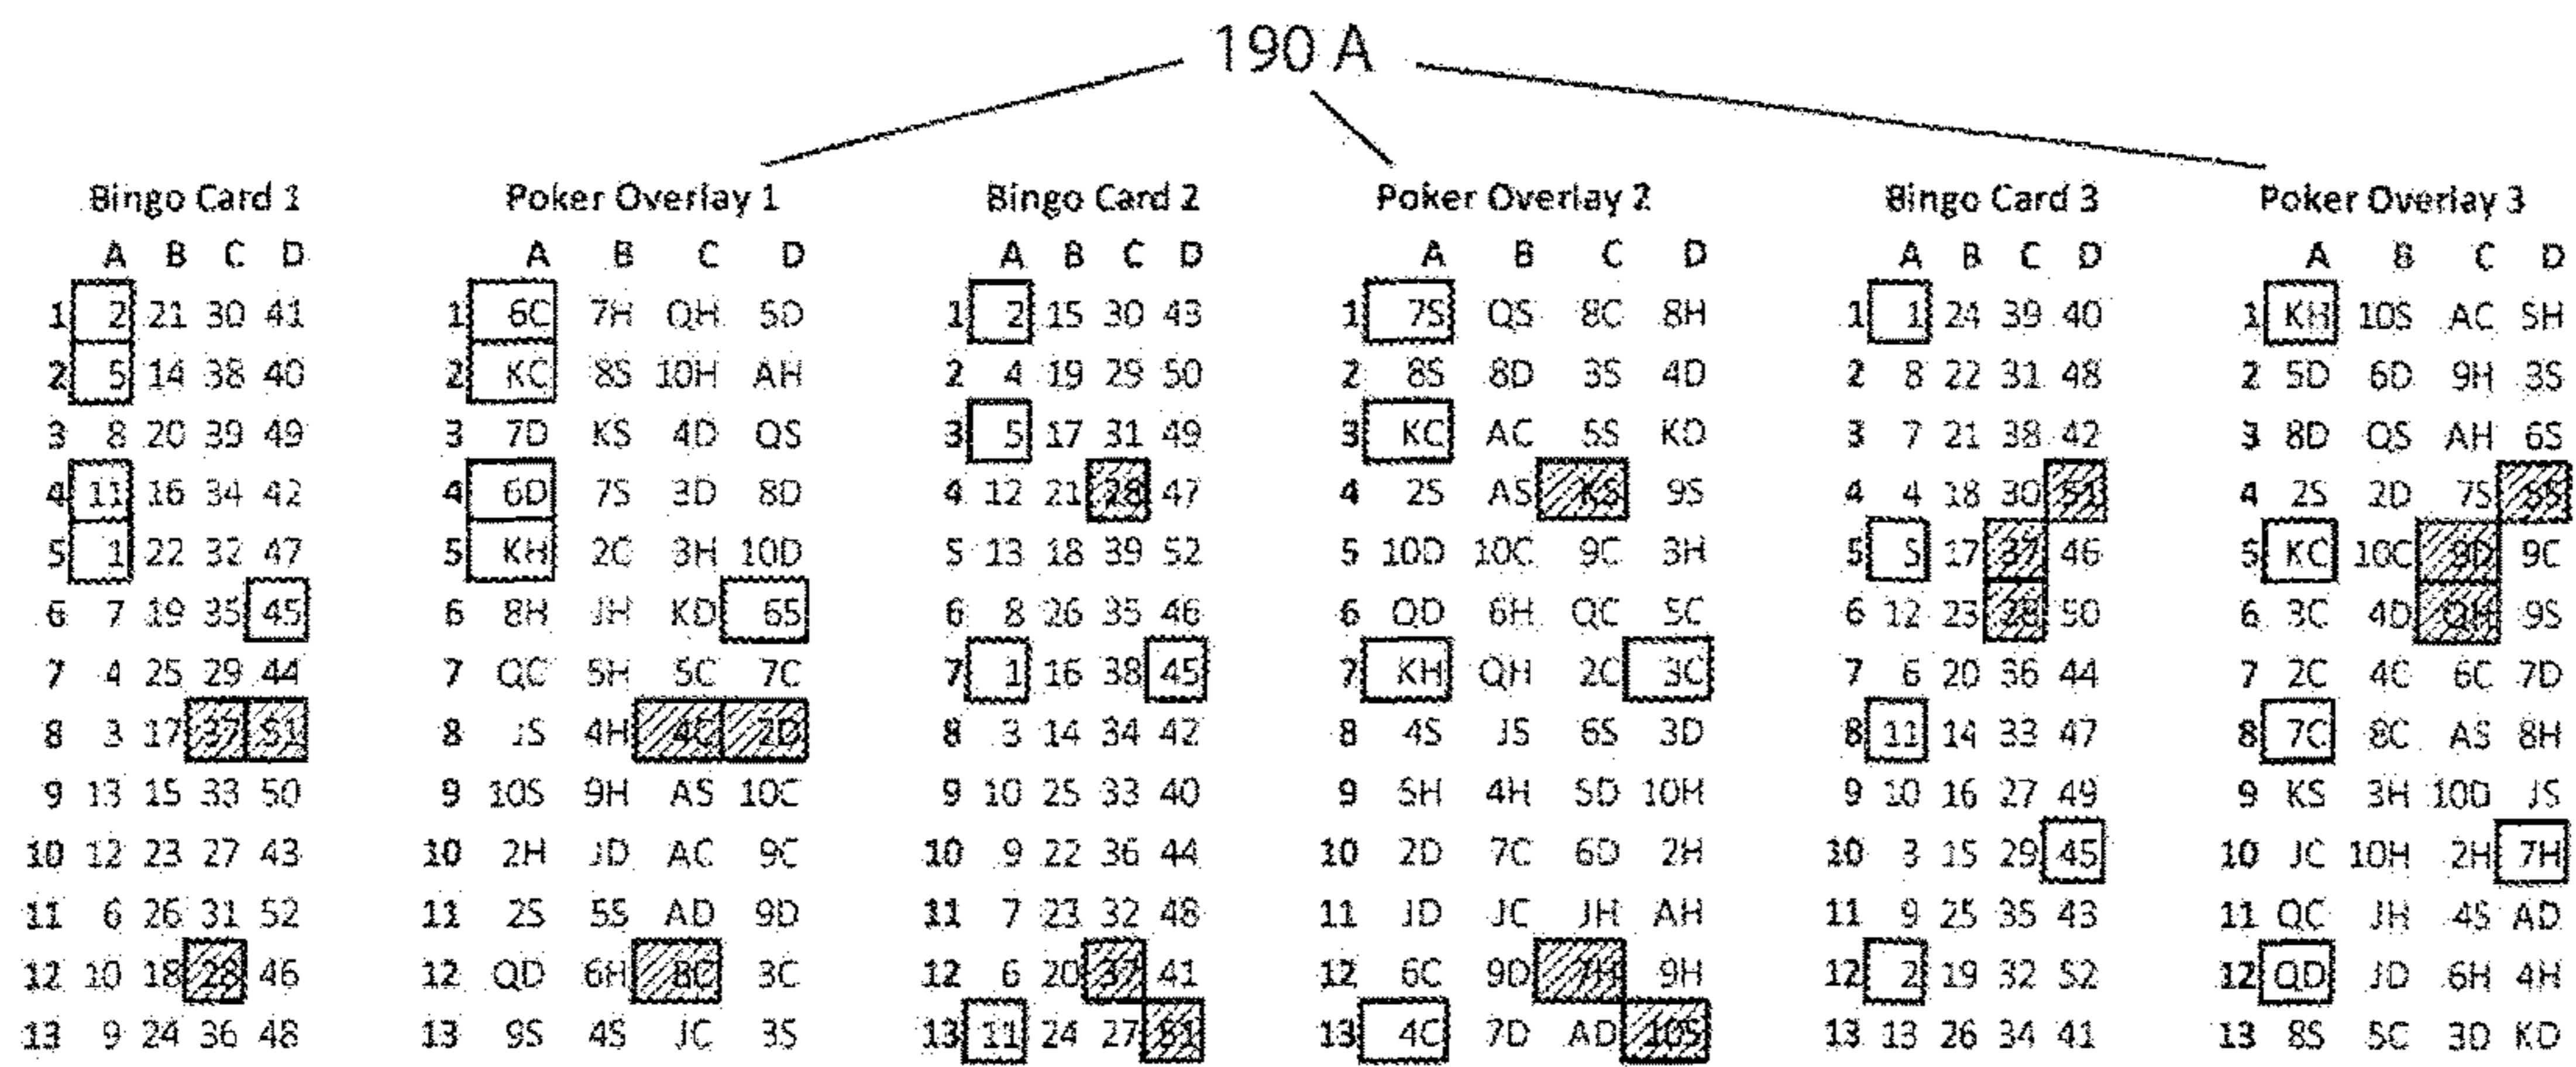 190 A
Bingo Card 1 Poker Overlay 1 Bingo Card 2 Poker Overlay 2 Bingo Card 3 Poker Overlay 3
A B C D A B C D A B C D A B C D A B C D A B C D
1 2 21 30 41 1 6C 7H QH 5D 1 2 15 30 43 1 7S QS 8C 8H 1 1 24 39 40 1 KH 10S AC 5H
2 5 14 38 40 2 KC 8S 10H AH 2 4 19 29 50 2 8S 8D 3S 4D 2 8 22 31 48 2 5D 6D 9H 3S
3 8 20 39 49 3 7D KS 4D QS 3 5 17 31 49 3 KC AC 5S KD 3 7 21 38 42 3 8D QS AH 6S
4 11 16 34 42 4 6D 7S 3D 8D 4 12 21 28 47 4 2S AS KS 9S 4 4 18 30 51 4 2S 2D 7S 5S
5 1 22 32 47 5 KH 2C 3H 10D 5 13 18 39 52 5 10D 10C 9C 3H 5 5 17 37 46 5 KC 10C 9D 9C
6 7 19 35 45 6 8H JH KD 6S 6 8 26 35 46 6 QD 6H QC 5C 6 12 23 28 50 6 3C 4D QH 9S
7 4 25 29 44 7 QC 5H 5C 7C 7 1 16 38 45 7 KH QH 2C 3C 7 6 20 36 44 7 2C 4C 6C 7D
8 3 17 37 51 8 JS 4H 4C 2D 8 3 14 34 42 8 4S JS 6S 3D 8 11 14 33 47 8 7C 8C AS 8H
9 13 15 33 50 9 10S 9H AS 10C 9 10 25 33 40 9 5H 4H 5D 10H 9 10 16 27 49 9 KS 3H 10D JS
10 12 23 27 43 10 2H JD AC 9C 10 9 22 36 44 10 2D 7C 6D 2H 10 3 15 29 45 10 JC 10H 2H 7H
11 6 26 31 52 11 2S 5S AD 9D 11 7 23 32 48 11 JD JC JH AH 11 9 25 35 43 11 QC JH 4S AD
12 10 18 28 46 12 QD 6H 8C 3C 12 6 20 37 41 12 6C 9D 7H 9H 12 2 19 32 52 12 QD JD 6H 4H
13 9 24 36 48 13 9S 4S JC 3S 13 11 24 27 51 13 4C 7D AD 10S 13 13 26 34 41 13 8S 5C 3D KD